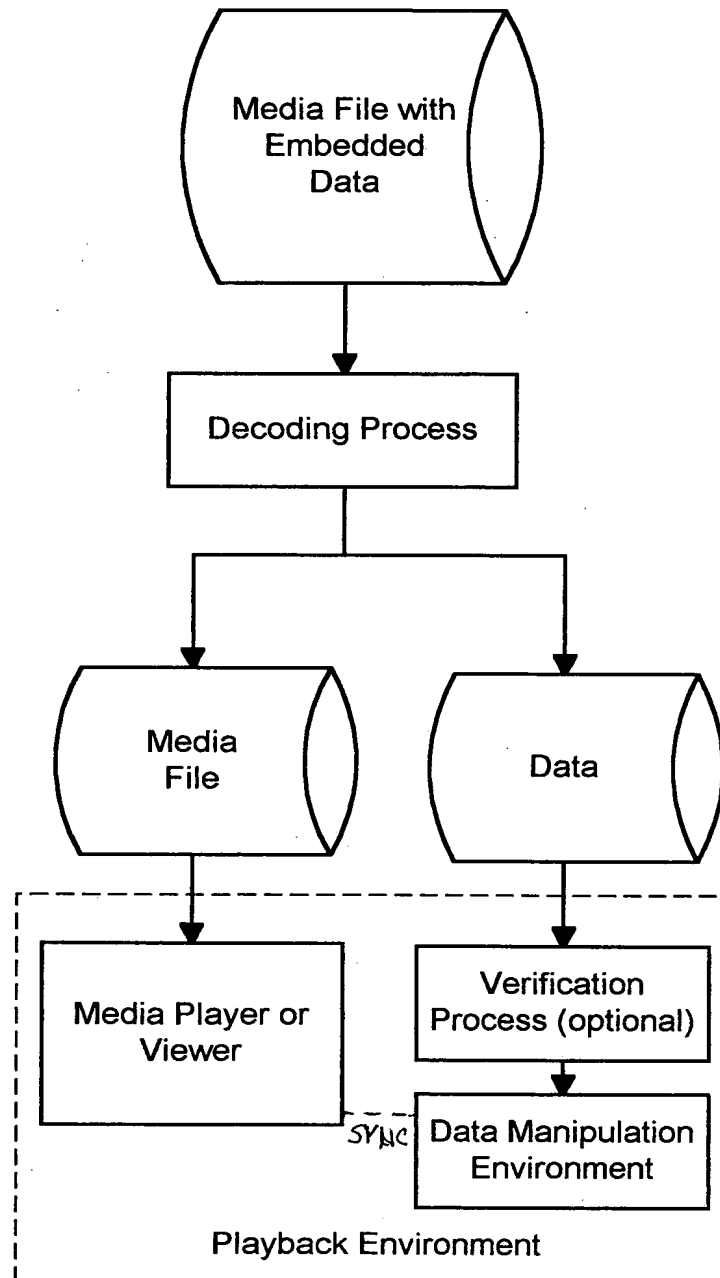 Media File with
Embedded
Data
Decoding Process
Media
File
Data
Media Player or
Viewer
Verification
Process (optional)
SYNC
Data Manipulation
Environment
Playback Environment